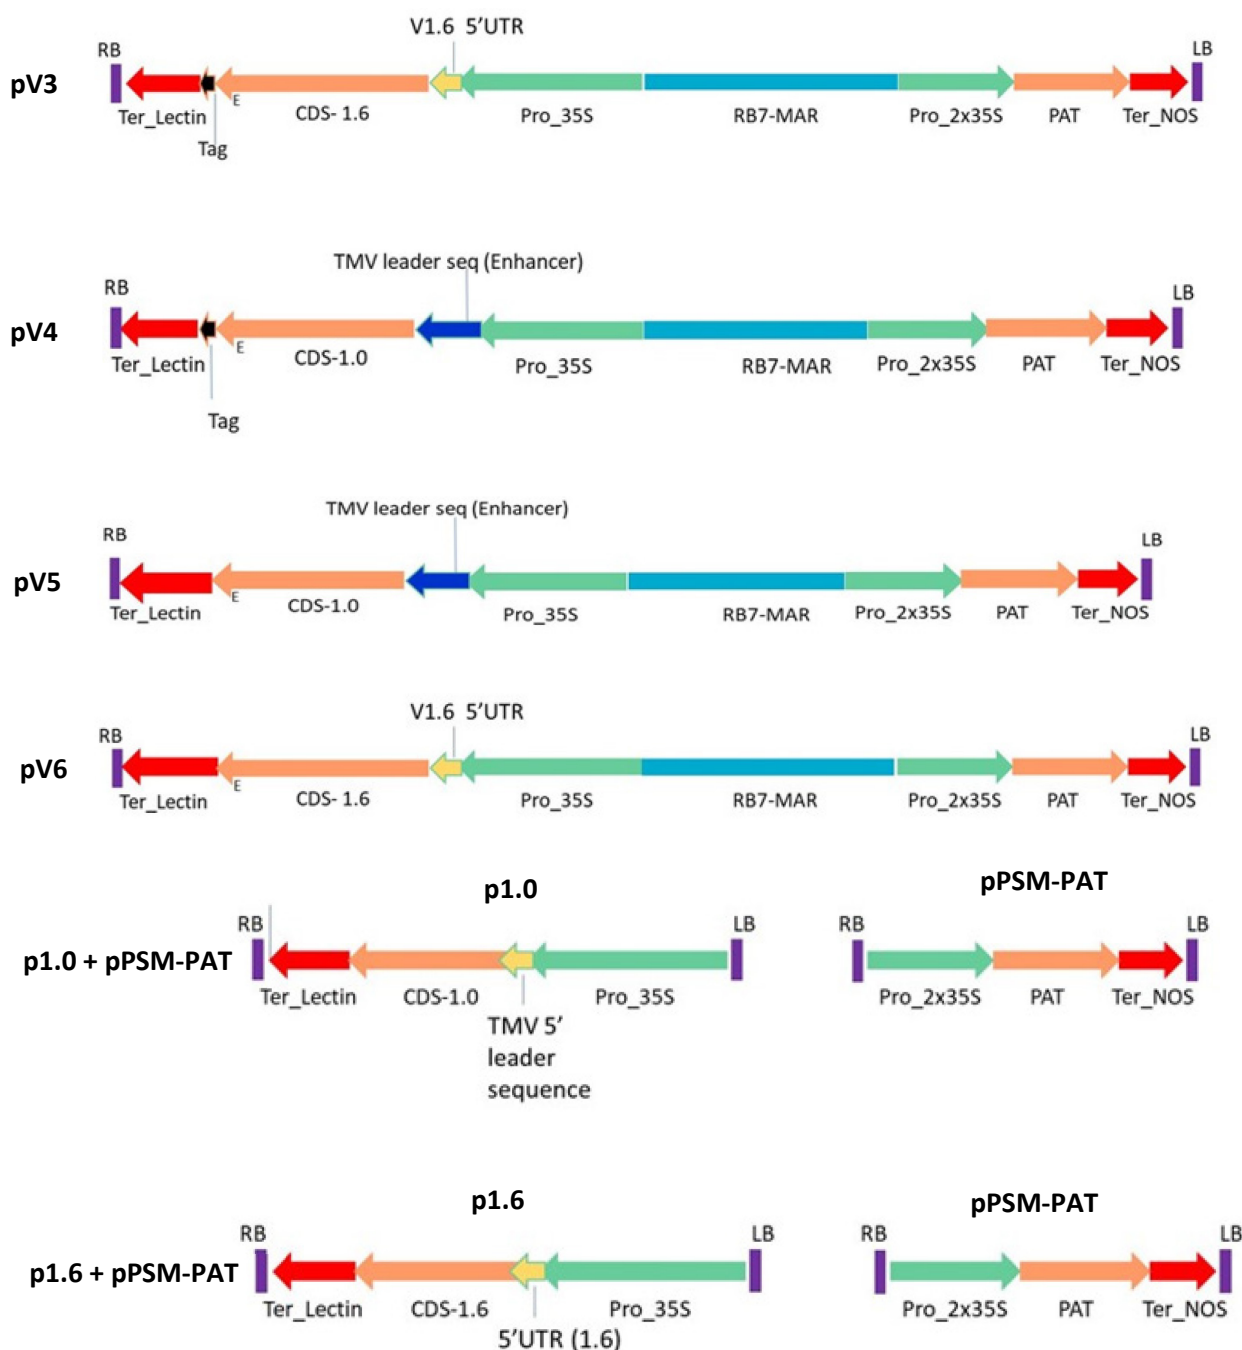 V1.6 5'UTR
RB LB
pV3
E
Ter_Lectin CDS- 1.6 Pro_35S RB7-MAR Pro_2x35S PAT Ter_NOS
Tag
TMV leader seq (Enhancer)
RB LB
pV4
E
Ter_Lectin CDS-1.0 Pro_35S RB7-MAR Pro_2x35S PAT Ter_NOS
Tag
TMV leader seq (Enhancer)
RB LB
pV5
E
Ter_Lectin CDS-1.0 Pro_35S RB7-MAR Pro_2x35S PAT Ter_NOS
V1.6 5'UTR
RB LB
pV6
E
Ter_Lectin CDS- 1.6 Pro_35S RB7-MAR Pro_2x35S PAT Ter_NOS
p1.0 pPSM-PAT
RB LB RB LB
p1.0 + pPSM-PAT
Ter_Lectin CDS-1.0 Pro_35S Pro_2x35S PAT Ter_NOS
TMV 5'
leader
sequence
p1.6 pPSM-PAT
RB LB RB LB
p1.6 + pPSM-PAT
Ter_Lectin CDS-1.6 Pro_35S Pro_2x35S PAT Ter_NOS
5'UTR (1.6)